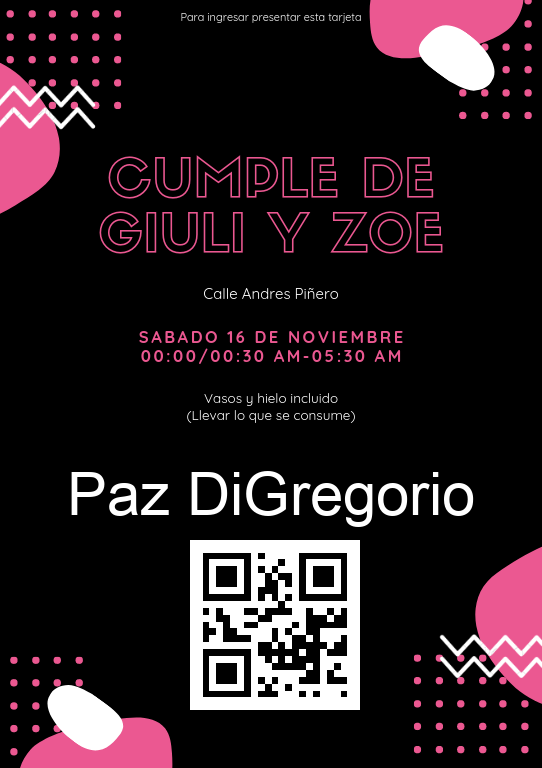 Para ingresar presentar esta tarjeta
CUMPLE DE
GIULI Y ZOE
Calle Andres Piñero
SABADO 16 DE NOVIEMBRE
00:00/00:30 AM-05:30 AM
Vasos y hielo incluido
(Llevar lo que se consume)
Paz DiGregorio